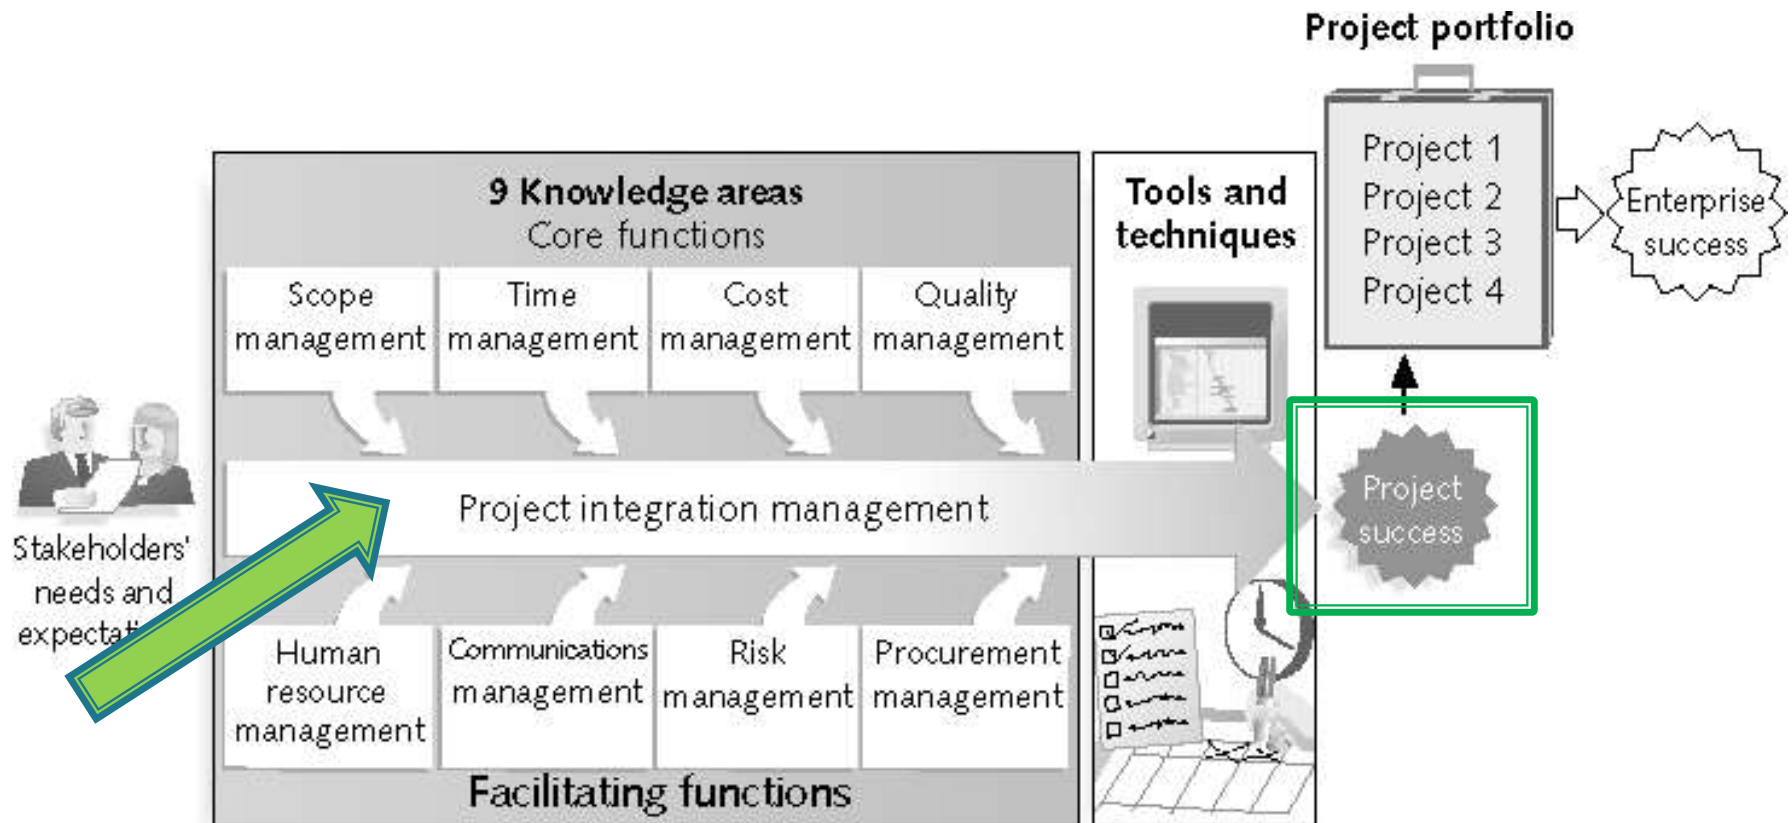 Project portfolio
Project 1
Project 2
Project 3
Project 4
Enterprise
success
9 Knowledge areas
Core functions
Tools and
techniques
Scope
management
Time
management
Cost
management
Quality
management
Project integration management
Project
success
Stakeholders'
needs and
Human
resource
management
Communications
management
Risk
management
Procurement
management
Facilitating functions